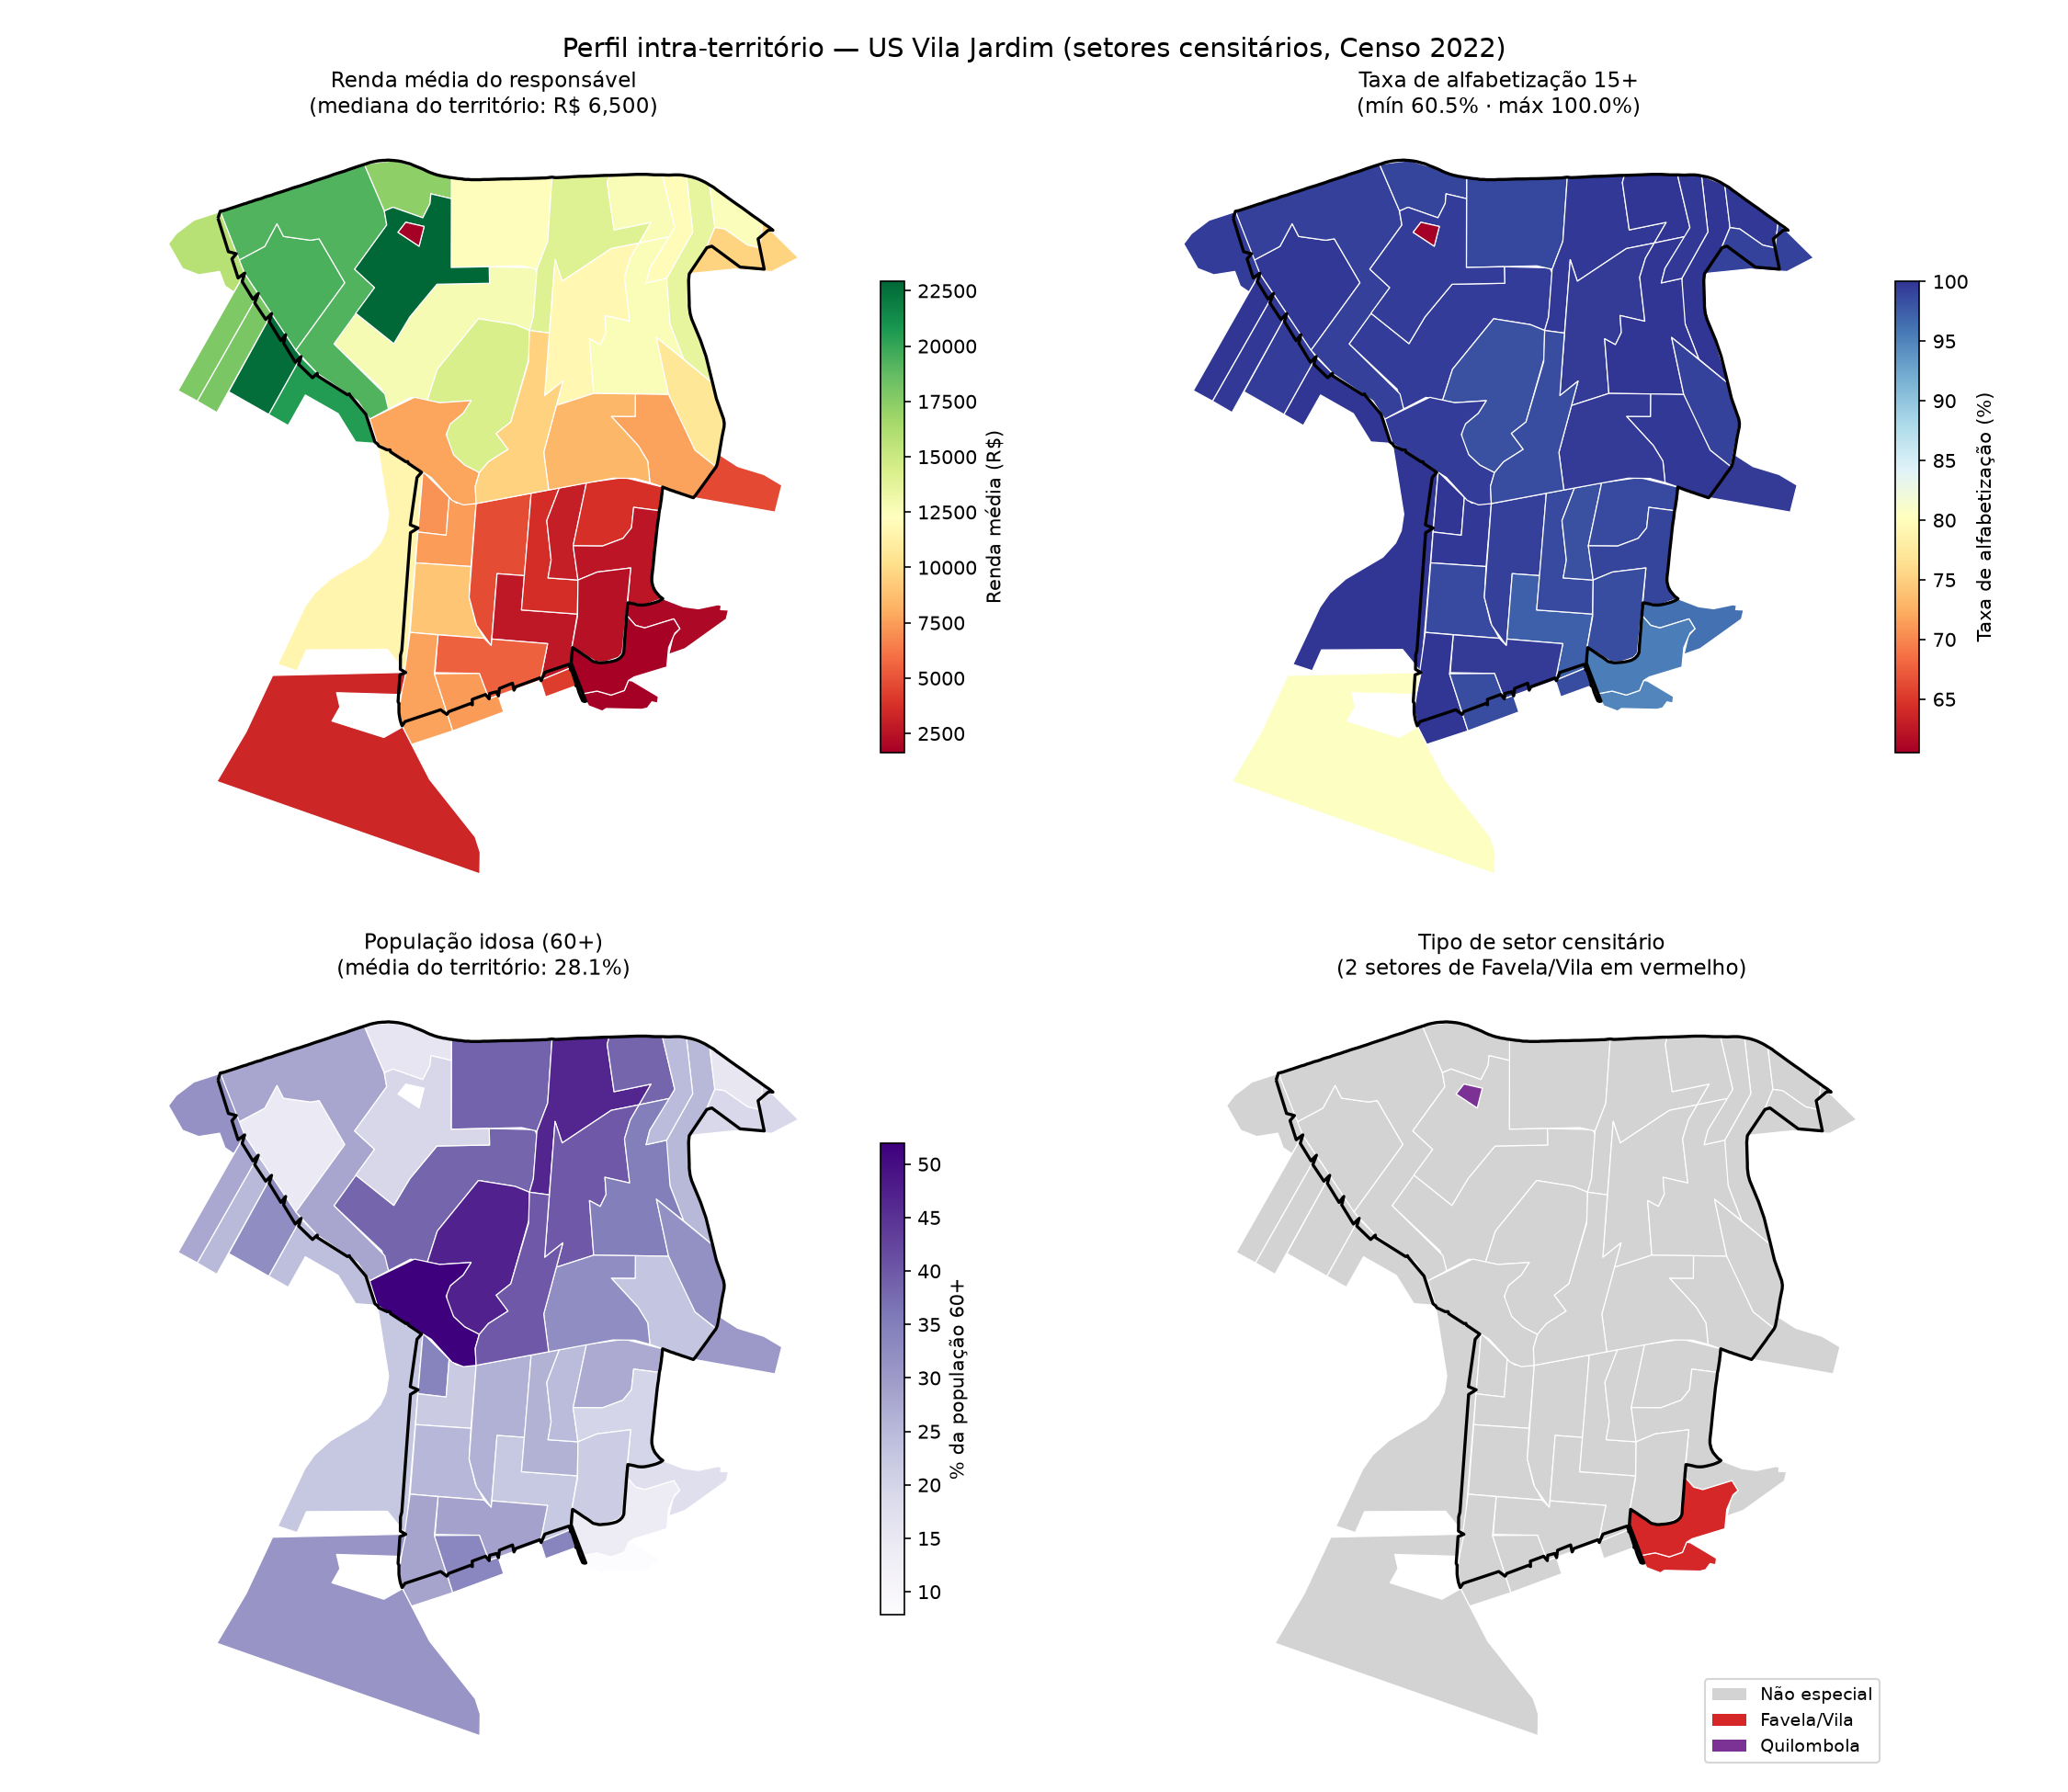 Perfil intra-território — US Vila Jardim (setores censitários, Censo 2022)
Renda média do responsável
(mediana do território: R$ 6,500)
22500
20000
17500
15000
12500
10000
7500
5000
2500
Renda média (R$)
Taxa de alfabetização 15+
(mín 60.5% · máx 100.0%)
100
95
90
85
80
75
70
65
Taxa de alfabetização (%)
População idosa (60+)
(média do território: 28.1%)
50
45
40
35
30
25
20
15
10
% da população 60+
Tipo de setor censitário
(2 setores de Favela/Vila em vermelho)
Não especial
Favela/Vila
Quilombola